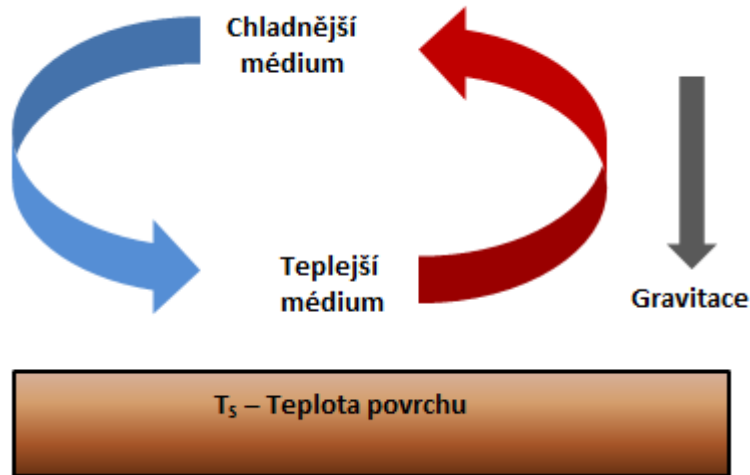 Chladnější
médium
Teplejší
médium
Gravitace
Tₛ – Teplota povrchu